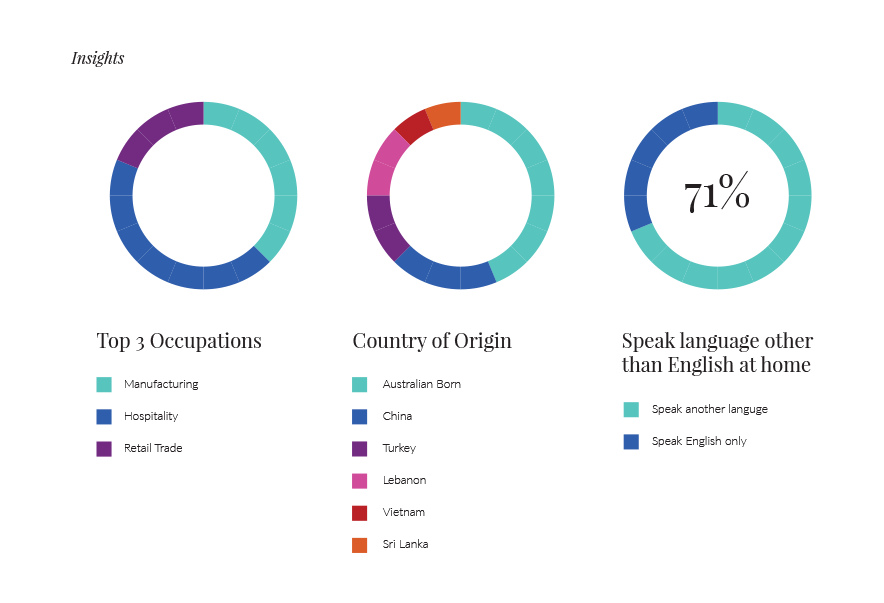 Insights
71%
Top 3 Occupations
Manufacturing
Hospitality
Retail Trade
Country of Origin
Australian Born
China
Turkey
Lebanon
Vietnam
Sri Lanka
Speak language other
than English at home
Speak another languge
Speak English only